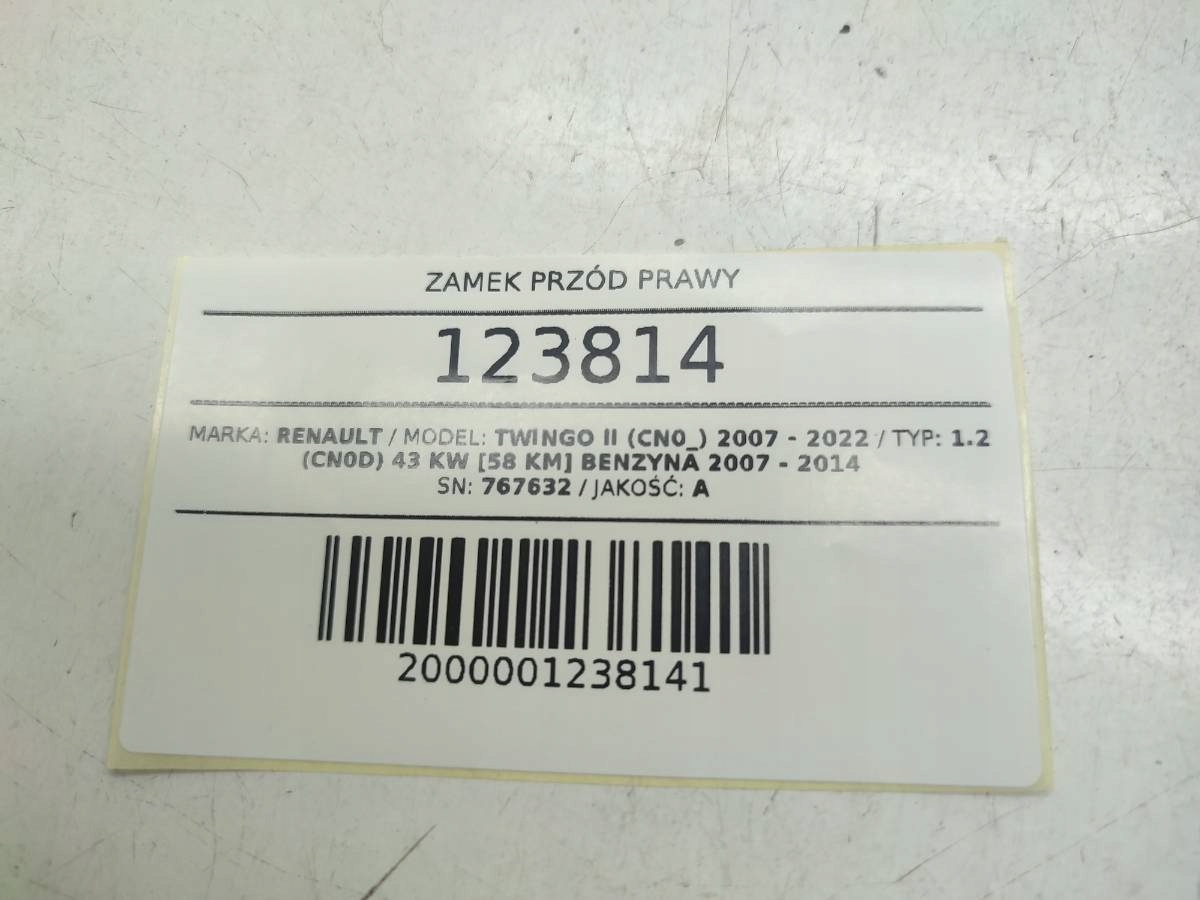 ZAMEK PRZÓD PRAWY
123814
MARKA: RENAULT / MODEL: TWINGO II (CN0_) 2007 - 2022 / TYP: 1.2
(CN0D) 43 KW [58 KM] BENZYNA 2007 - 2014
SN: 767632 / JAKOŚĆ: A
2000001238141